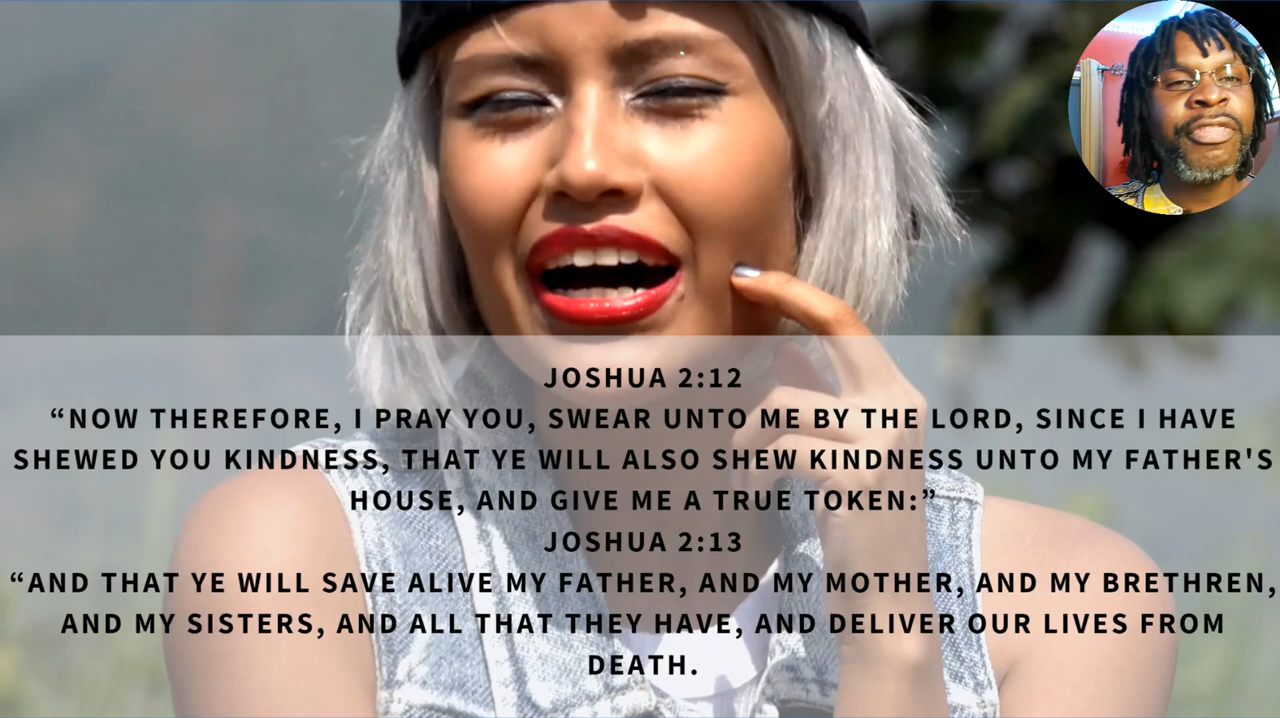 JOSHUA 2:12
“NOW THEREFORE, I PRAY YOU, SWEAR UNTO ME BY THE LORD, SINCE I HAVE
SHEWED YOU KINDNESS, THAT YE WILL ALSO SHEW KINDNESS UNTO MY FATHER'S
HOUSE, AND GIVE ME A TRUE TOKEN:”
JOSHUA 2:13
“AND THAT YE WILL SAVE ALIVE MY FATHER, AND MY MOTHER, AND MY BRETHREN,
AND MY SISTERS, AND ALL THAT THEY HAVE, AND DELIVER OUR LIVES FROM
DEATH.